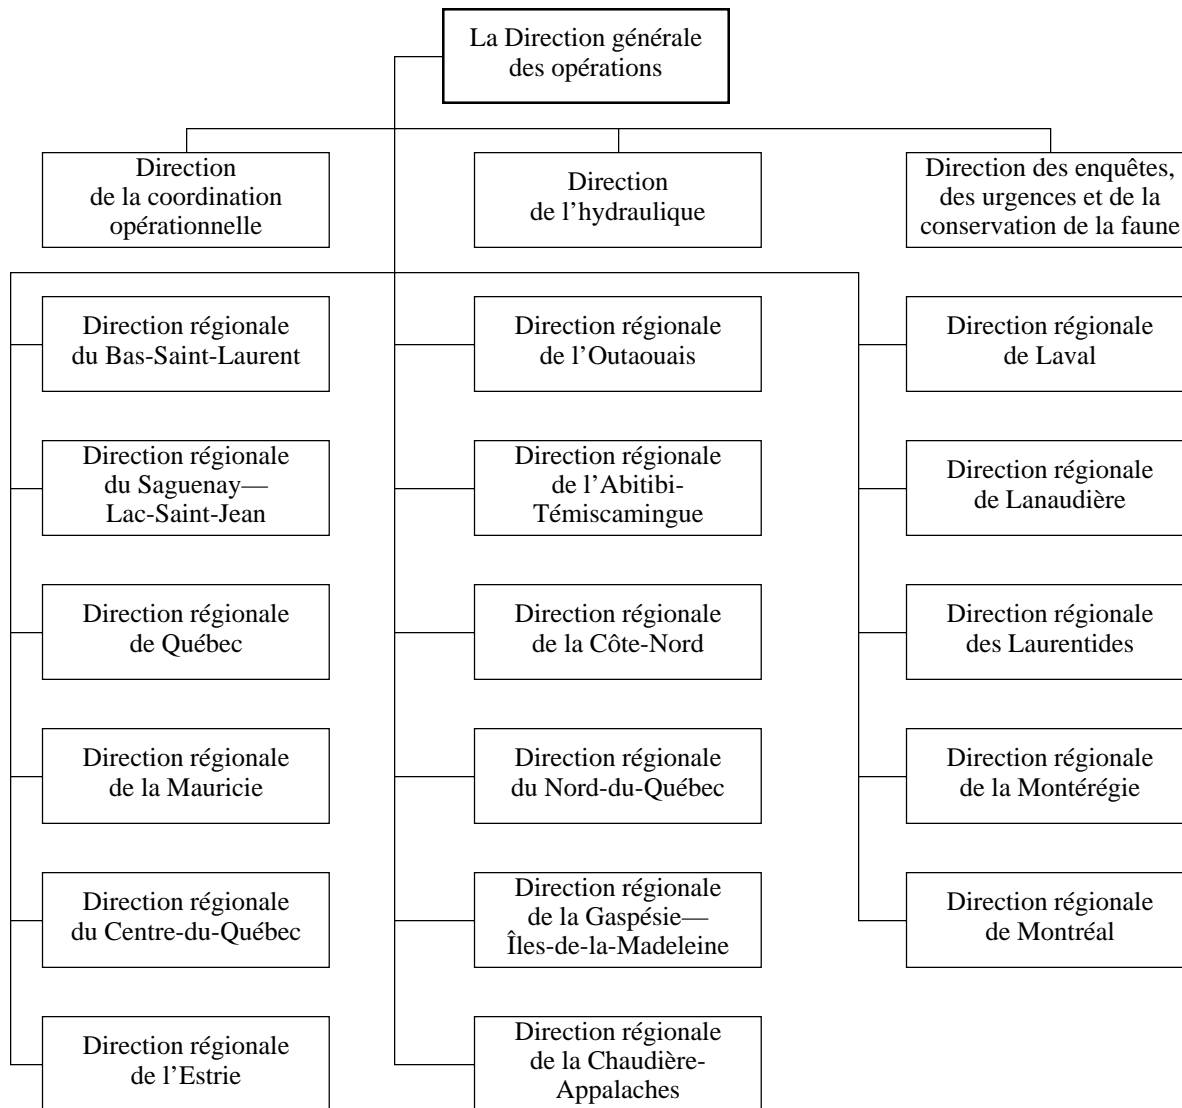 La Direction générale
des opérations
Direction
de la coordination
opérationnelle
Direction
de l’hydraulique
Direction des enquêtes,
des urgences et de la
conservation de la faune
Direction régionale
du Bas-Saint-Laurent
Direction régionale
de l’Outaouais
Direction régionale
de Laval
Direction régionale
du Saguenay—
Lac-Saint-Jean
Direction régionale
de l’Abitibi-
Témiscamingue
Direction régionale
de Lanaudière
Direction régionale
de Québec
Direction régionale
de la Côte-Nord
Direction régionale
des Laurentides
Direction régionale
de la Mauricie
Direction régionale
du Nord-du-Québec
Direction régionale
de la Montérégie
Direction régionale
du Centre-du-Québec
Direction régionale
de la Gaspésie—
Îles-de-la-Madeleine
Direction régionale
de Montréal
Direction régionale
de l’Estrie
Direction régionale
de la Chaudière-
Appalaches